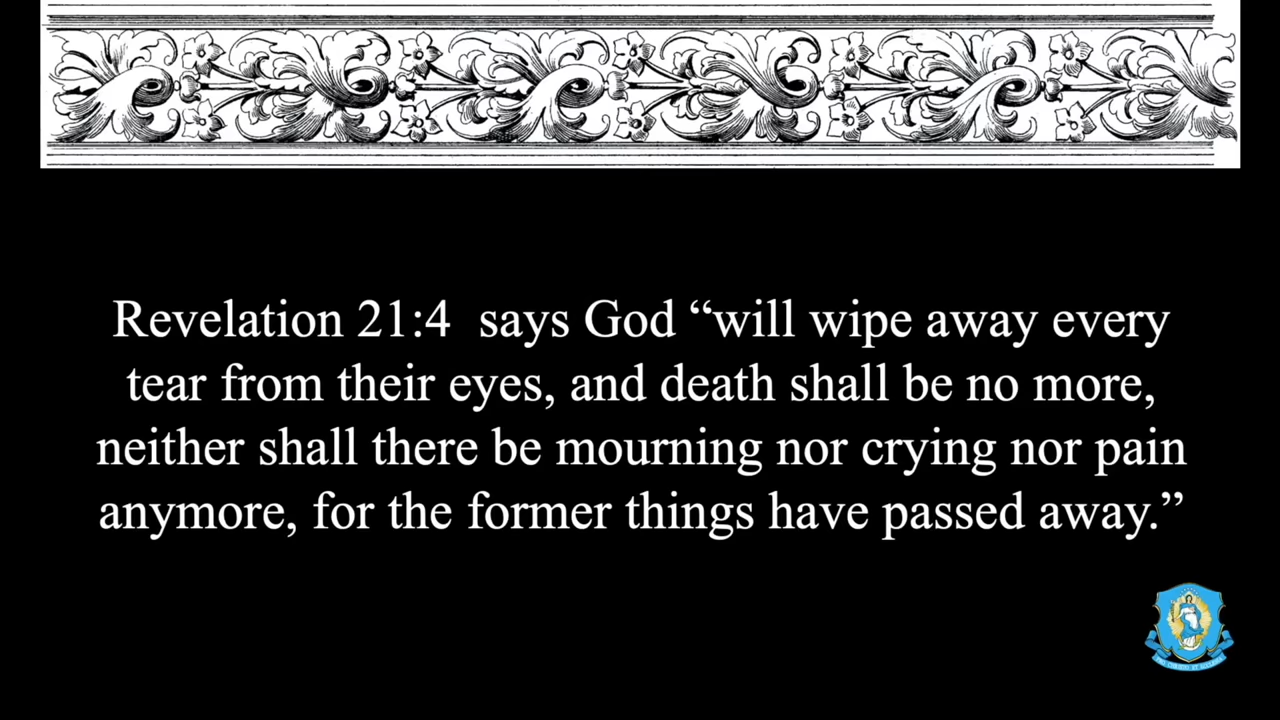 Revelation 21:4  says God “will wipe away every
tear from their eyes, and death shall be no more,
neither shall there be mourning nor crying nor pain
anymore, for the former things have passed away.”